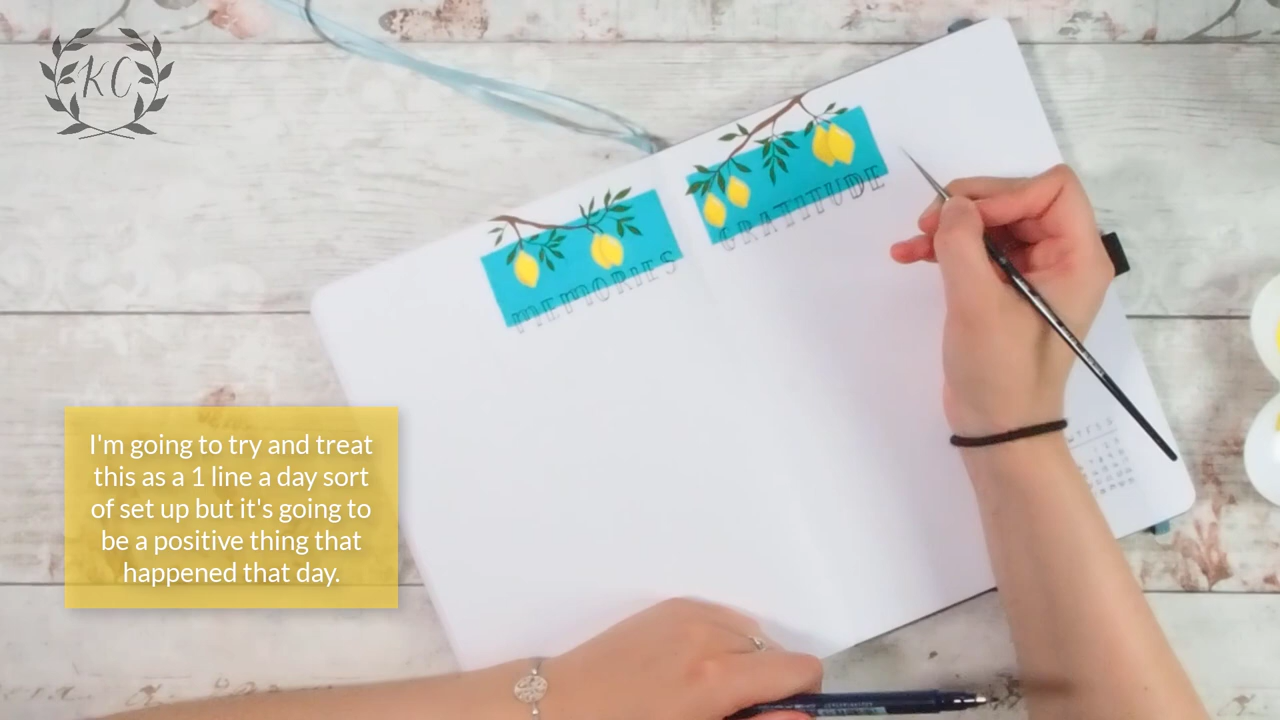 KC
MEMORIES
GRATITUDE
I'm going to try and treat
this as a 1 line a day sort
of set up but it's going to
be a positive thing that
happened that day.